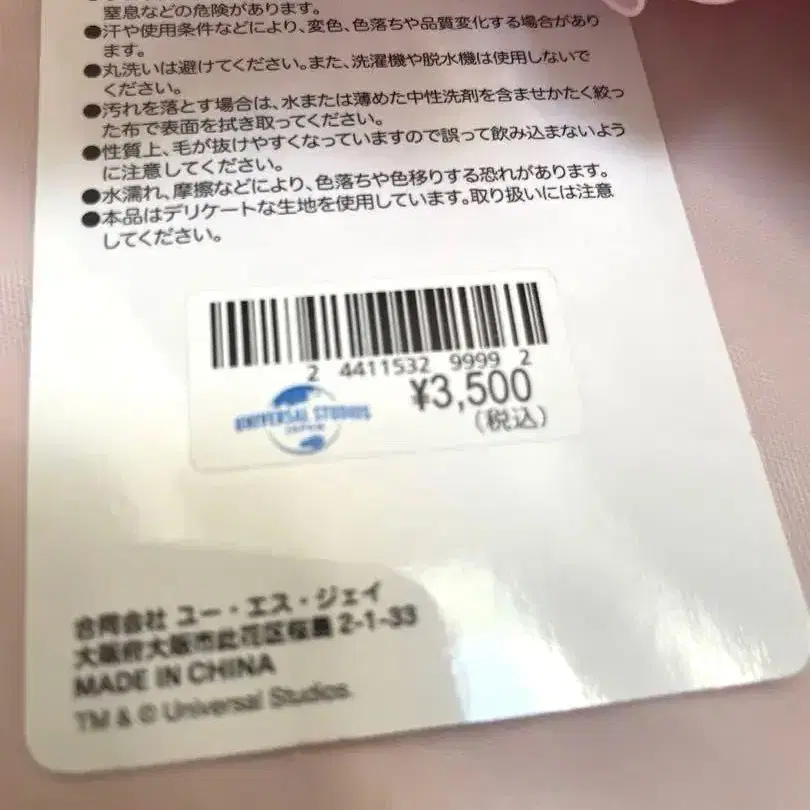 窒息などの危険があります。
●汗や使用条件などにより、変色、色落ちや品質変化する場合があり
ます。
●丸洗いは避けてください。また、洗濯機や脱水機は使用しないで
ください。
●汚れを落とす場合は、水または薄めた中性洗剤を含ませかたく絞っ
た布で表面を拭き取ってください。
●性質上、毛が抜けやすくなっていますので誤って飲み込まないよう
に注意してください。
●水濡れ、摩擦などにより、色落ちや色移りする恐れがあります。
●本品はデリケートな生地を使用しています。取り扱いには注意
してください。
2 4411532 9999 2
¥3,500
(税込)
UNIVERSAL STUDIOS
JAPAN
合同会社 ユー・エス・ジェイ
大阪府大阪市此花区桜島 2-1-33
MADE IN CHINA
TM & © Universal Studios.